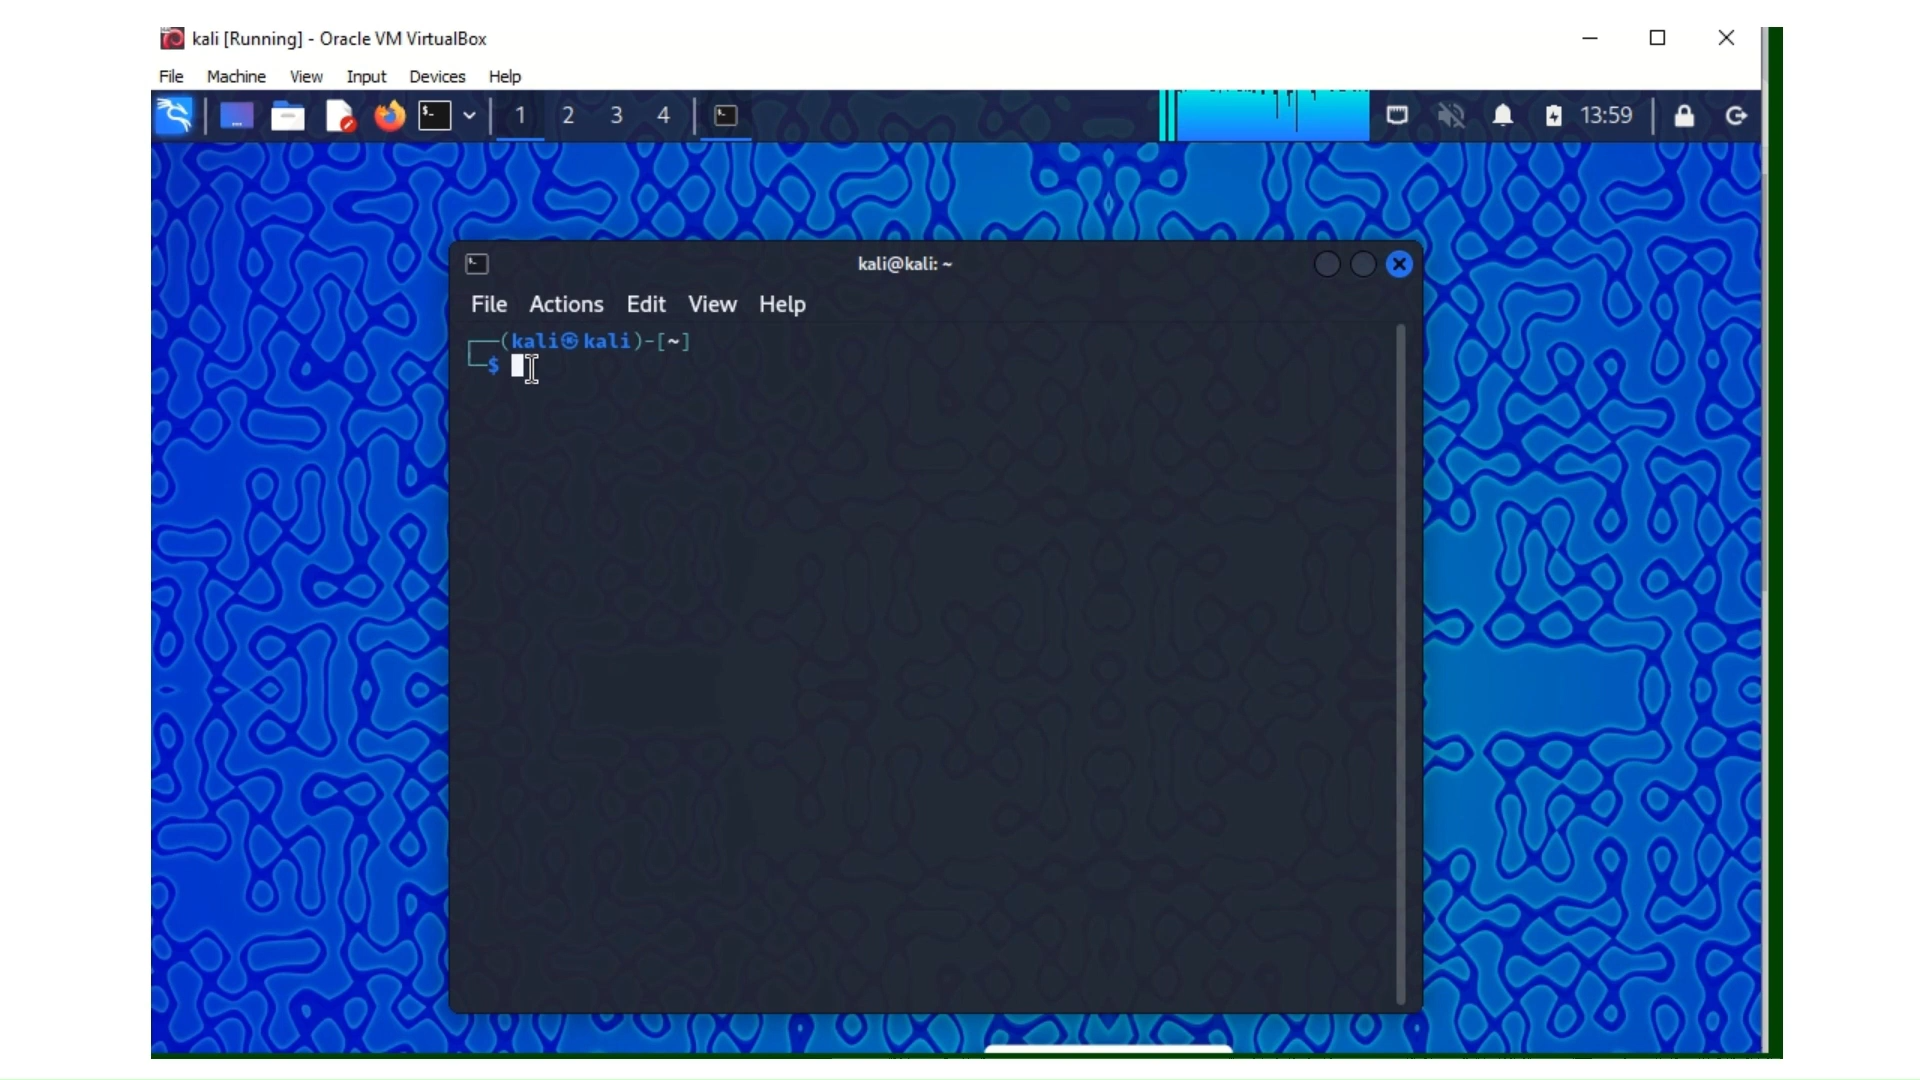 kali [Running] - Oracle VM VirtualBox
File Machine View Input Devices Help
1 2 3 4 13:59
kali@kali: ~
File Actions Edit View Help
┌──(kali㉿kali)-[~]
└─$